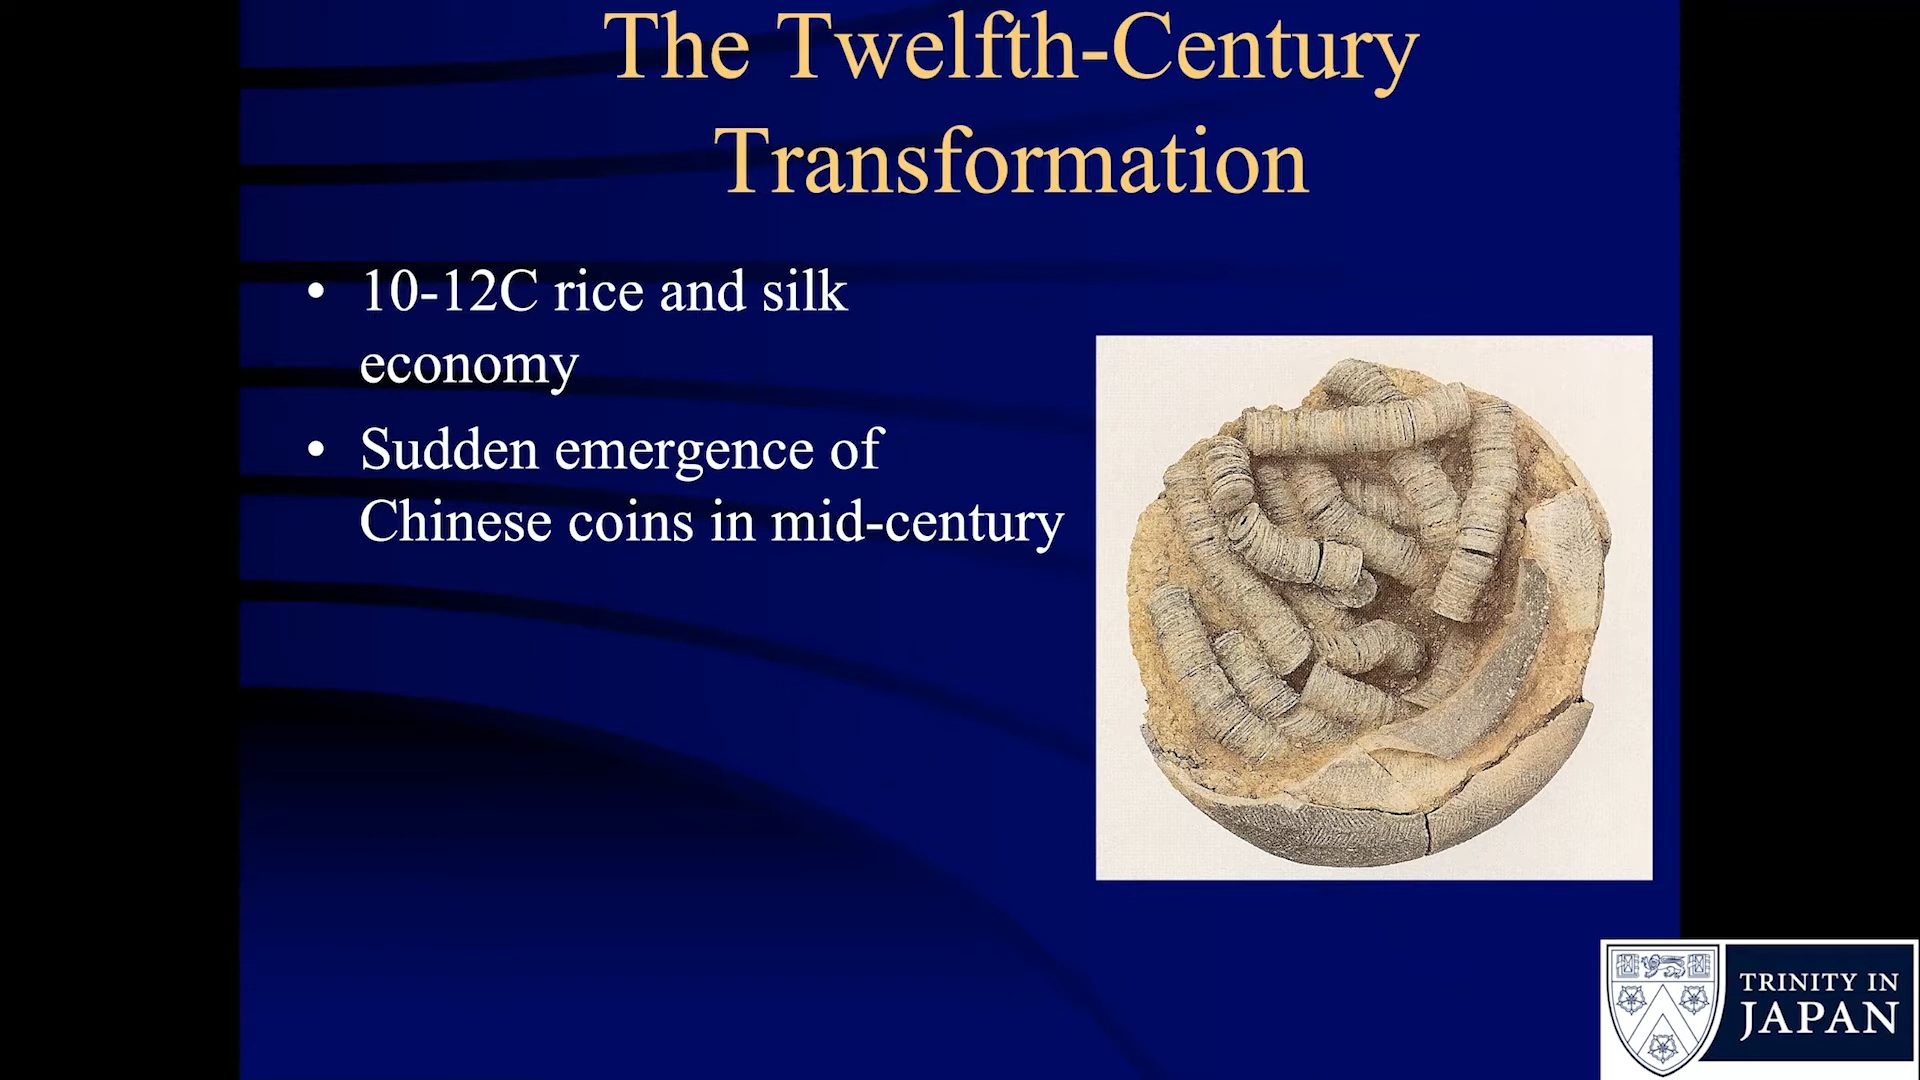 The Twelfth-Century
Transformation
• 10-12C rice and silk
economy
• Sudden emergence of
Chinese coins in mid-century
TRINITY IN
JAPAN